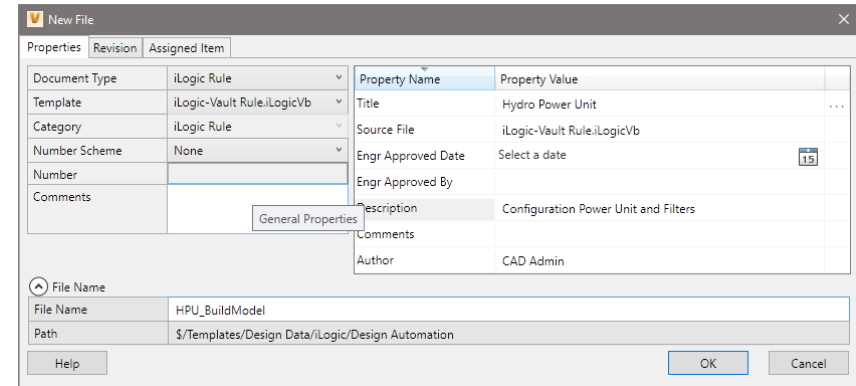 New File
Properties Revision Assigned Item
Document Type iLogic Rule
Template iLogic-Vault Rule.iLogicVb
Category iLogic Rule
Number Scheme None
Number
Comments
General Properties
Property Name Property Value
Title Hydro Power Unit ...
Source File iLogic-Vault Rule.iLogicVb
Engr Approved Date Select a date 15
Engr Approved By
Description Configuration Power Unit and Filters
Comments
Author CAD Admin
File Name
File Name HPU_BuildModel
Path $/Templates/Design Data/iLogic/Design Automation
Help OK Cancel